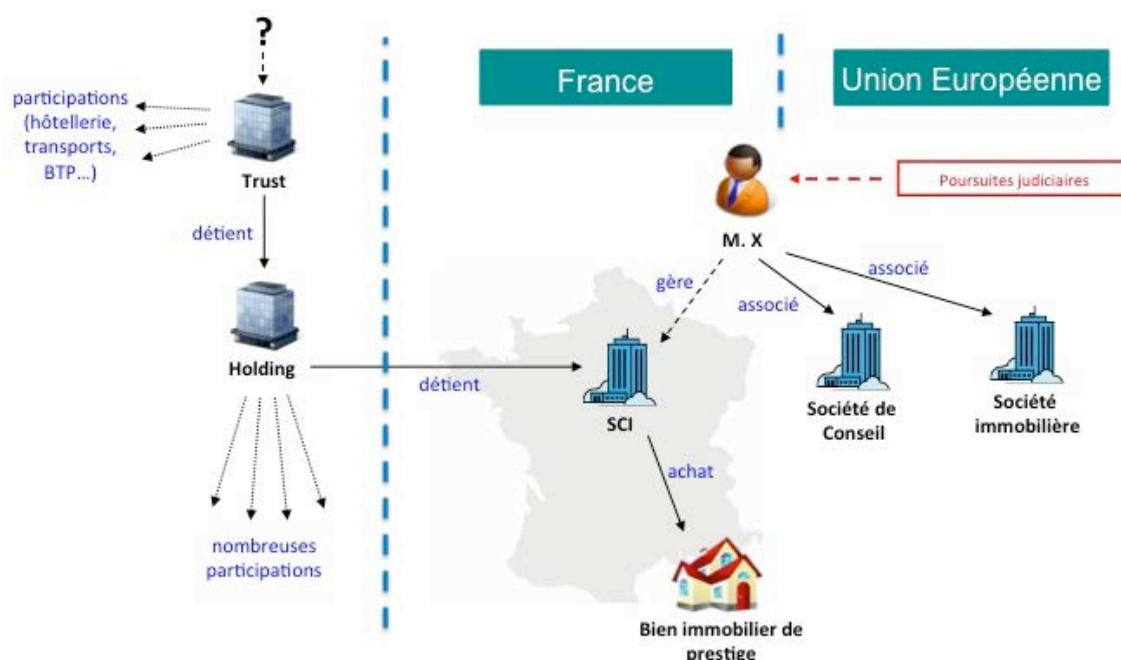 ?
France
Union Européenne
participations
(hôtellerie,
transports,
BTP...)
Trust
Poursuites judiciaires
M. X
détient
gère
associé
associé
Holding
détient
SCI
Société de
Conseil
Société
immobilière
achat
nombreuses
participations
Bien immobilier de
prestige